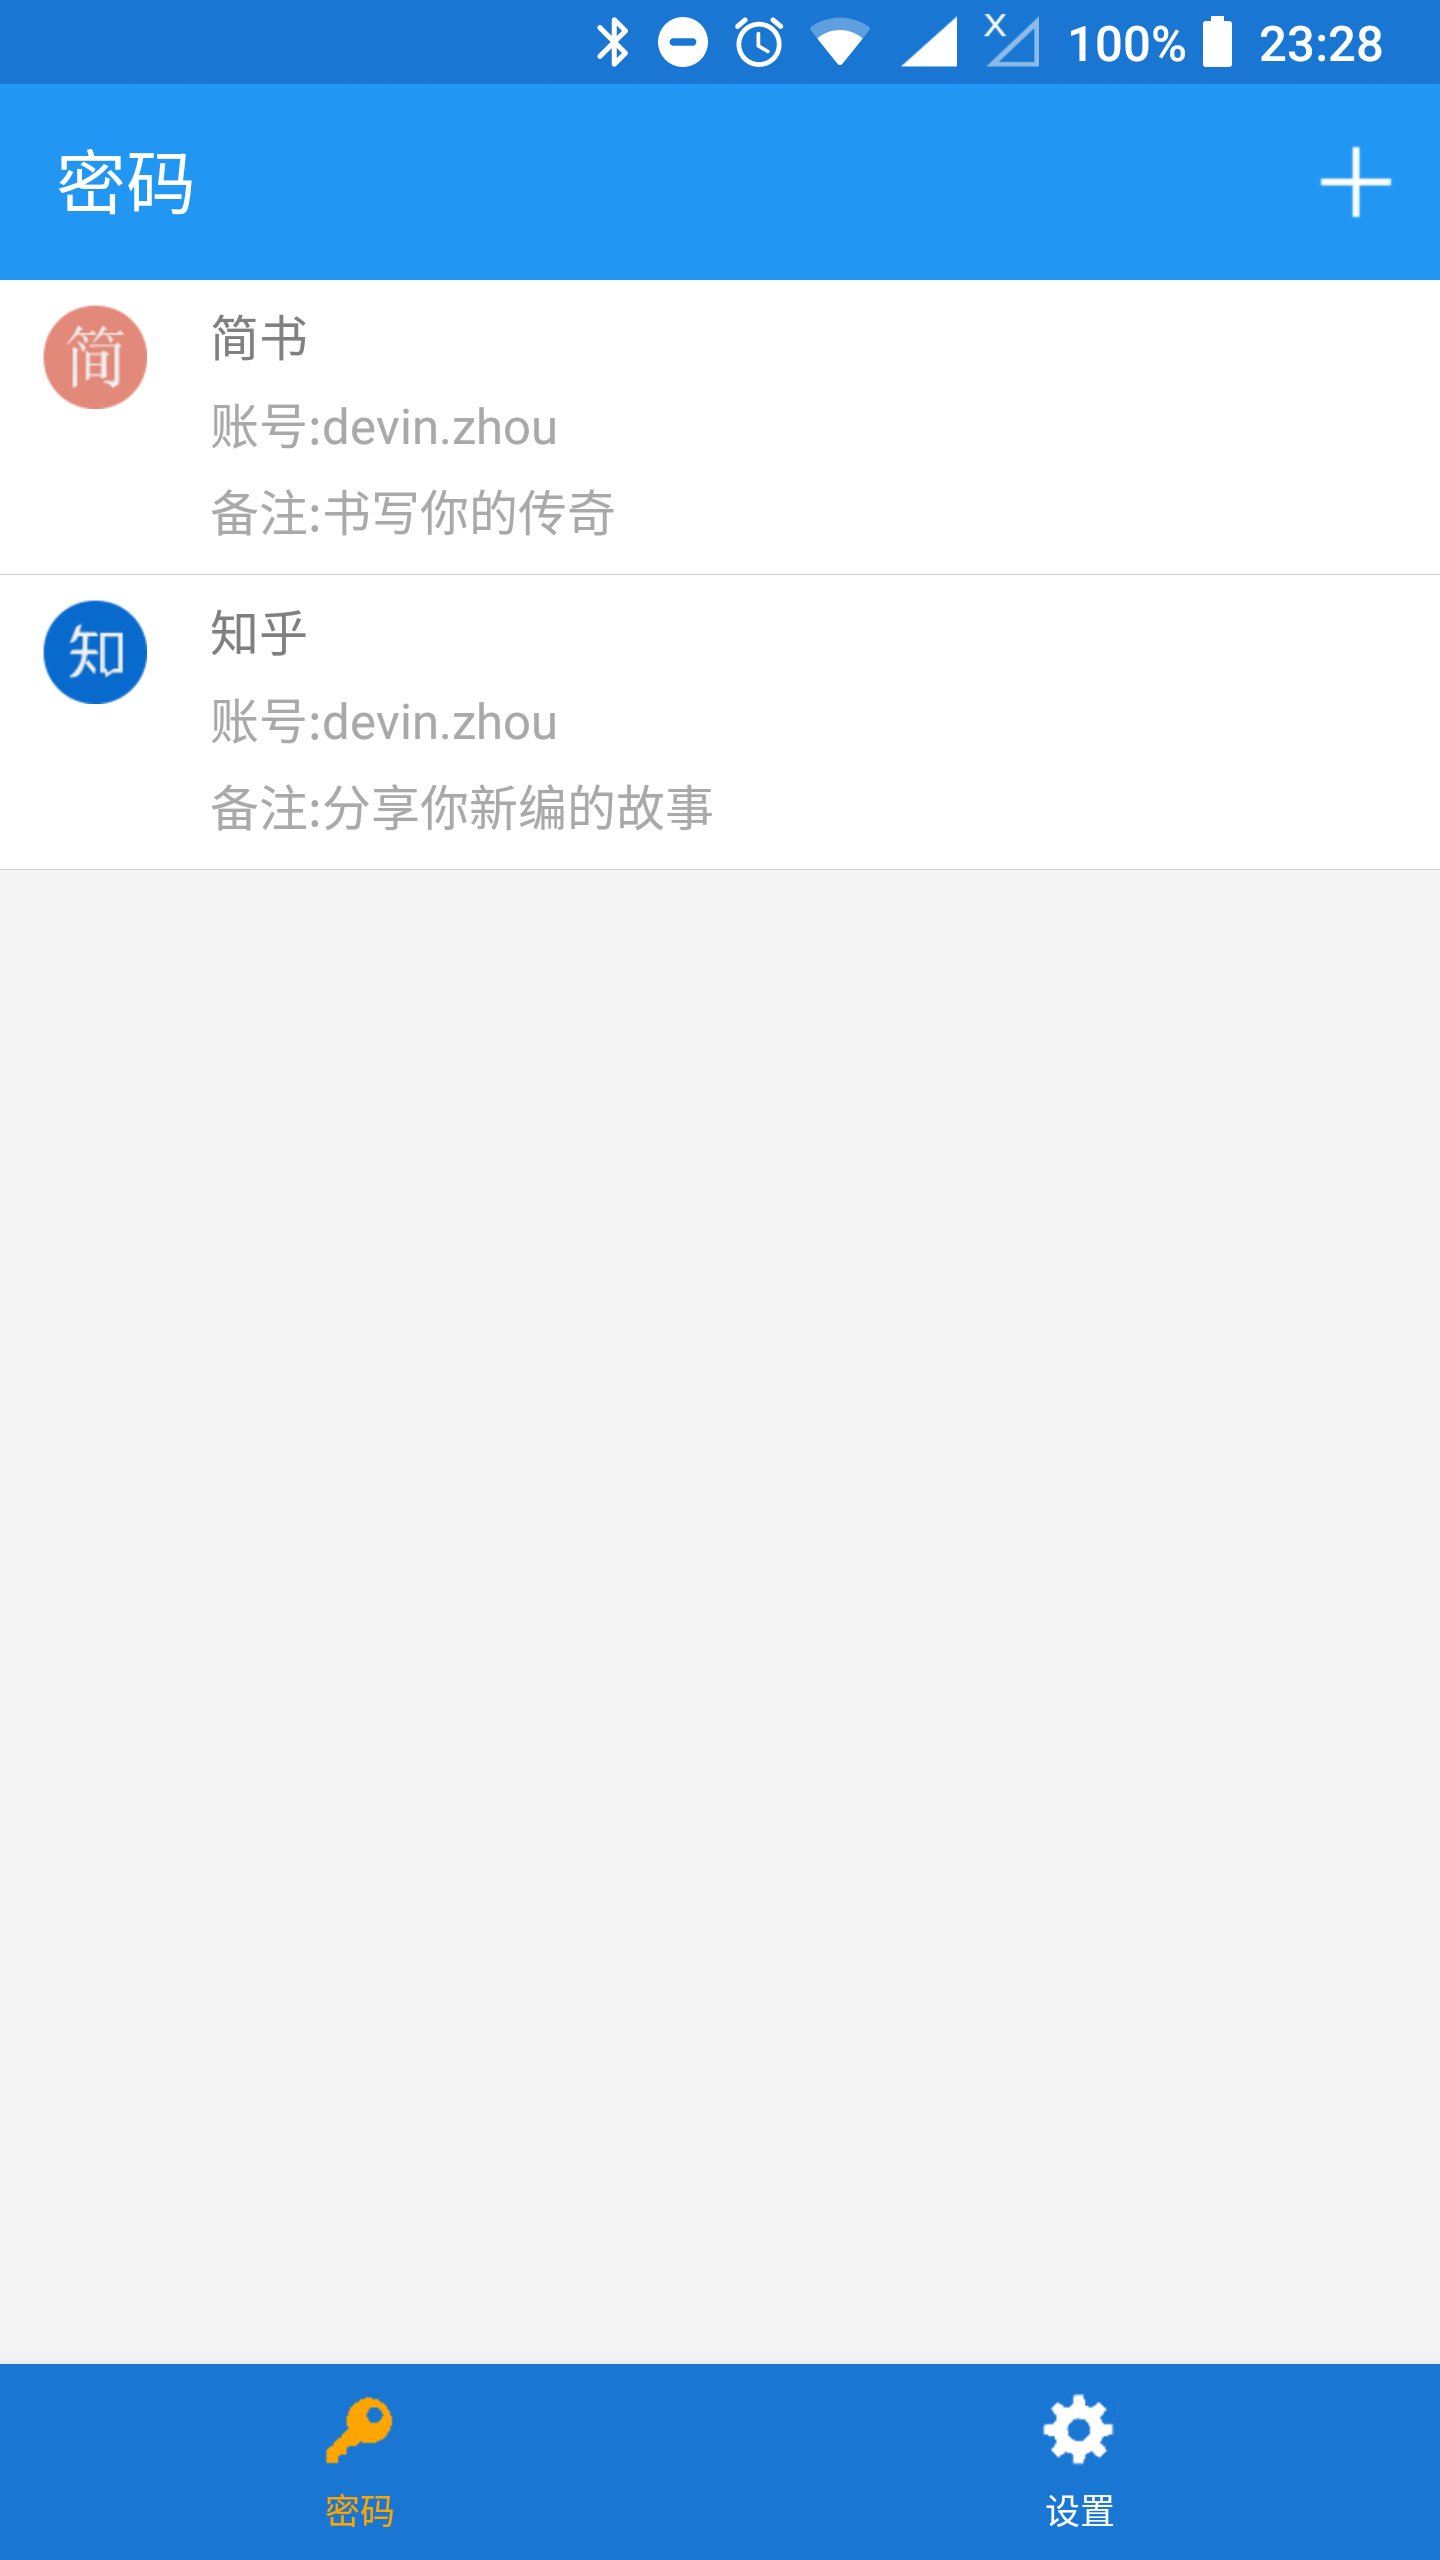 100% 23:28
密码
简
简书
账号:devin.zhou
备注:书写你的传奇
知
知乎
账号:devin.zhou
备注:分享你新编的故事
密码
设置